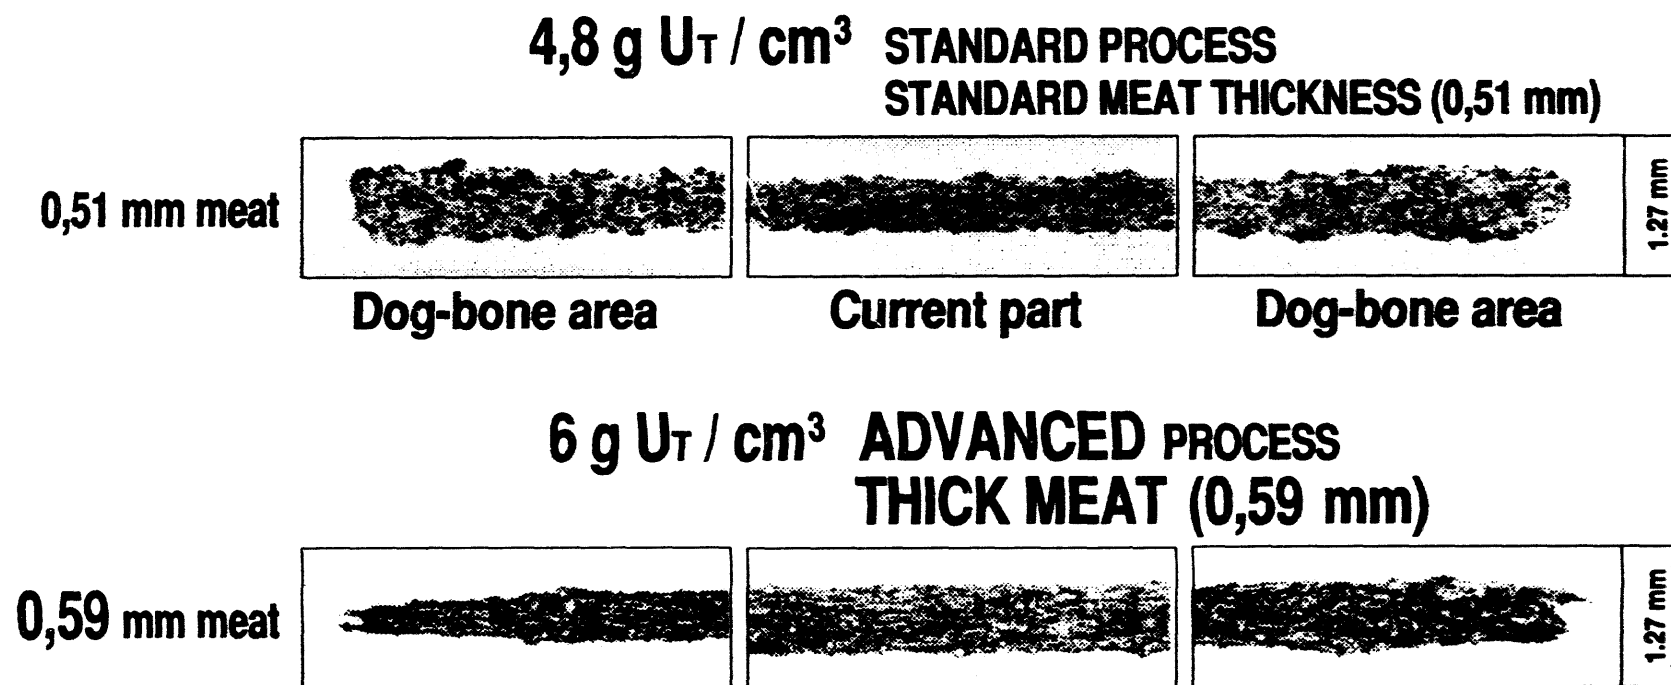 4,8 g UT / cm³ STANDARD PROCESS
STANDARD MEAT THICKNESS (0,51 mm)
0,51 mm meat
1.27 mm
Dog-bone area Current part Dog-bone area
6 g UT / cm³ ADVANCED PROCESS
THICK MEAT (0,59 mm)
0,59 mm meat
1.27 mm